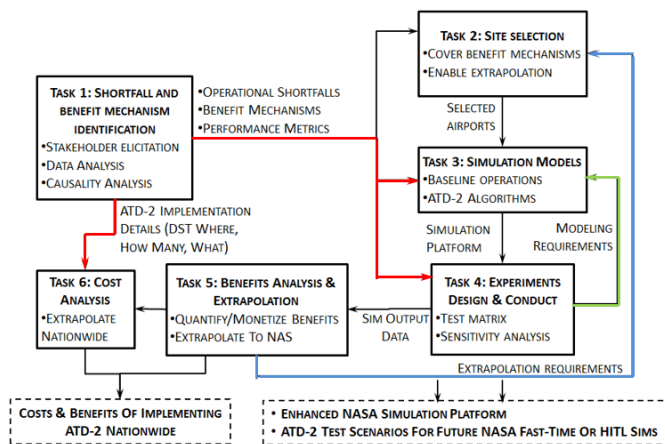 TASK 2: SITE SELECTION
•COVER BENEFIT MECHANISMS
•ENABLE EXTRAPOLATION
TASK 1: SHORTFALL AND
BENEFIT MECHANISM
IDENTIFICATION
•STAKEHOLDER ELICITATION
•DATA ANALYSIS
•CAUSALITY ANALYSIS
•OPERATIONAL SHORTFALLS
•BENEFIT MECHANISMS
•PERFORMANCE METRICS
SELECTED
AIRPORTS
TASK 3: SIMULATION MODELS
•BASELINE OPERATIONS
•ATD-2 ALGORITHMS
ATD-2 IMPLEMENTATION
DETAILS (DST WHERE,
HOW MANY, WHAT)
SIMULATION
PLATFORM
MODELING
REQUIREMENTS
TASK 6: COST
ANALYSIS
•EXTRAPOLATE
NATIONWIDE
TASK 5: BENEFITS ANALYSIS &
EXTRAPOLATION
•QUANTIFY/MONETIZE BENEFITS
•EXTRAPOLATE TO NAS
SIM OUTPUT
DATA
TASK 4: EXPERIMENTS
DESIGN & CONDUCT
•TEST MATRIX
•SENSITIVITY ANALYSIS
EXTRAPOLATION REQUIREMENTS
COSTS & BENEFITS OF IMPLEMENTING
ATD-2 NATIONWIDE
• ENHANCED NASA SIMULATION PLATFORM
• ATD-2 TEST SCENARIOS FOR FUTURE NASA FAST-TIME OR HITL SIMS